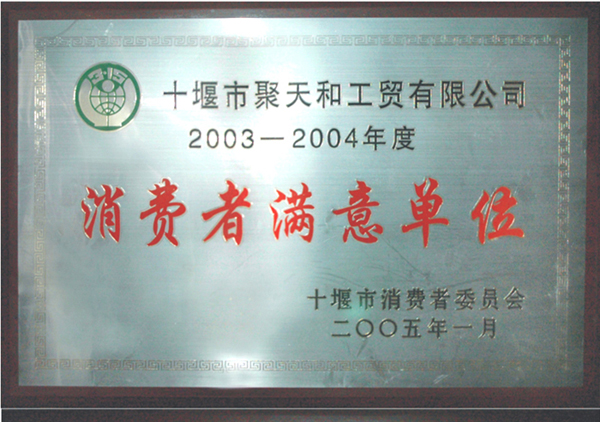 十堰市聚天和工贸有限公司
2003—2004年度
消费者满意单位
十堰市消费者委员会
二〇〇五年一月